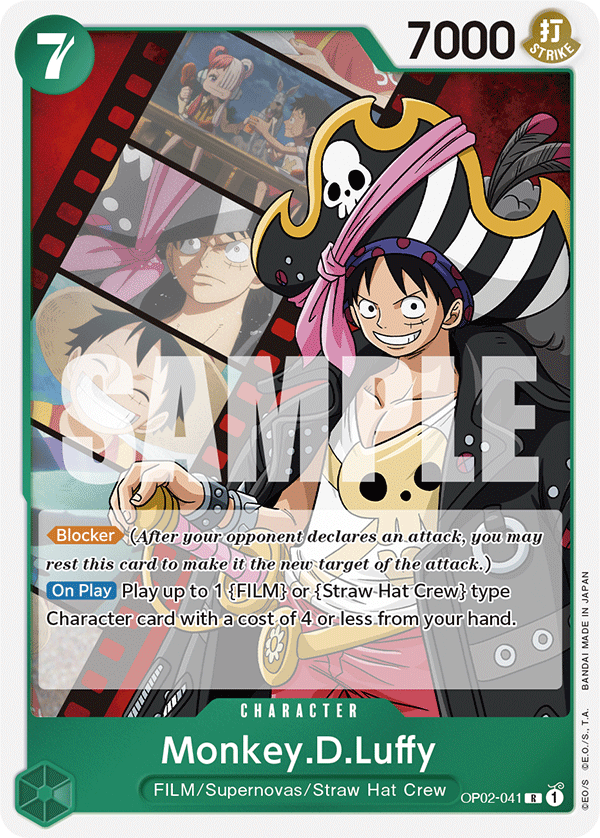 7
7000
打
STRIKE
SAMPLE
Blocker (After your opponent declares an attack, you may
rest this card to make it the new target of the attack.)
On Play Play up to 1 {FILM} or {Straw Hat Crew} type
Character card with a cost of 4 or less from your hand.
CHARACTER
Monkey.D.Luffy
FILM/Supernovas/Straw Hat Crew
OP02-041 R 1
©E.O/S ©E.O./S., T.A. BANDAI MADE IN JAPAN